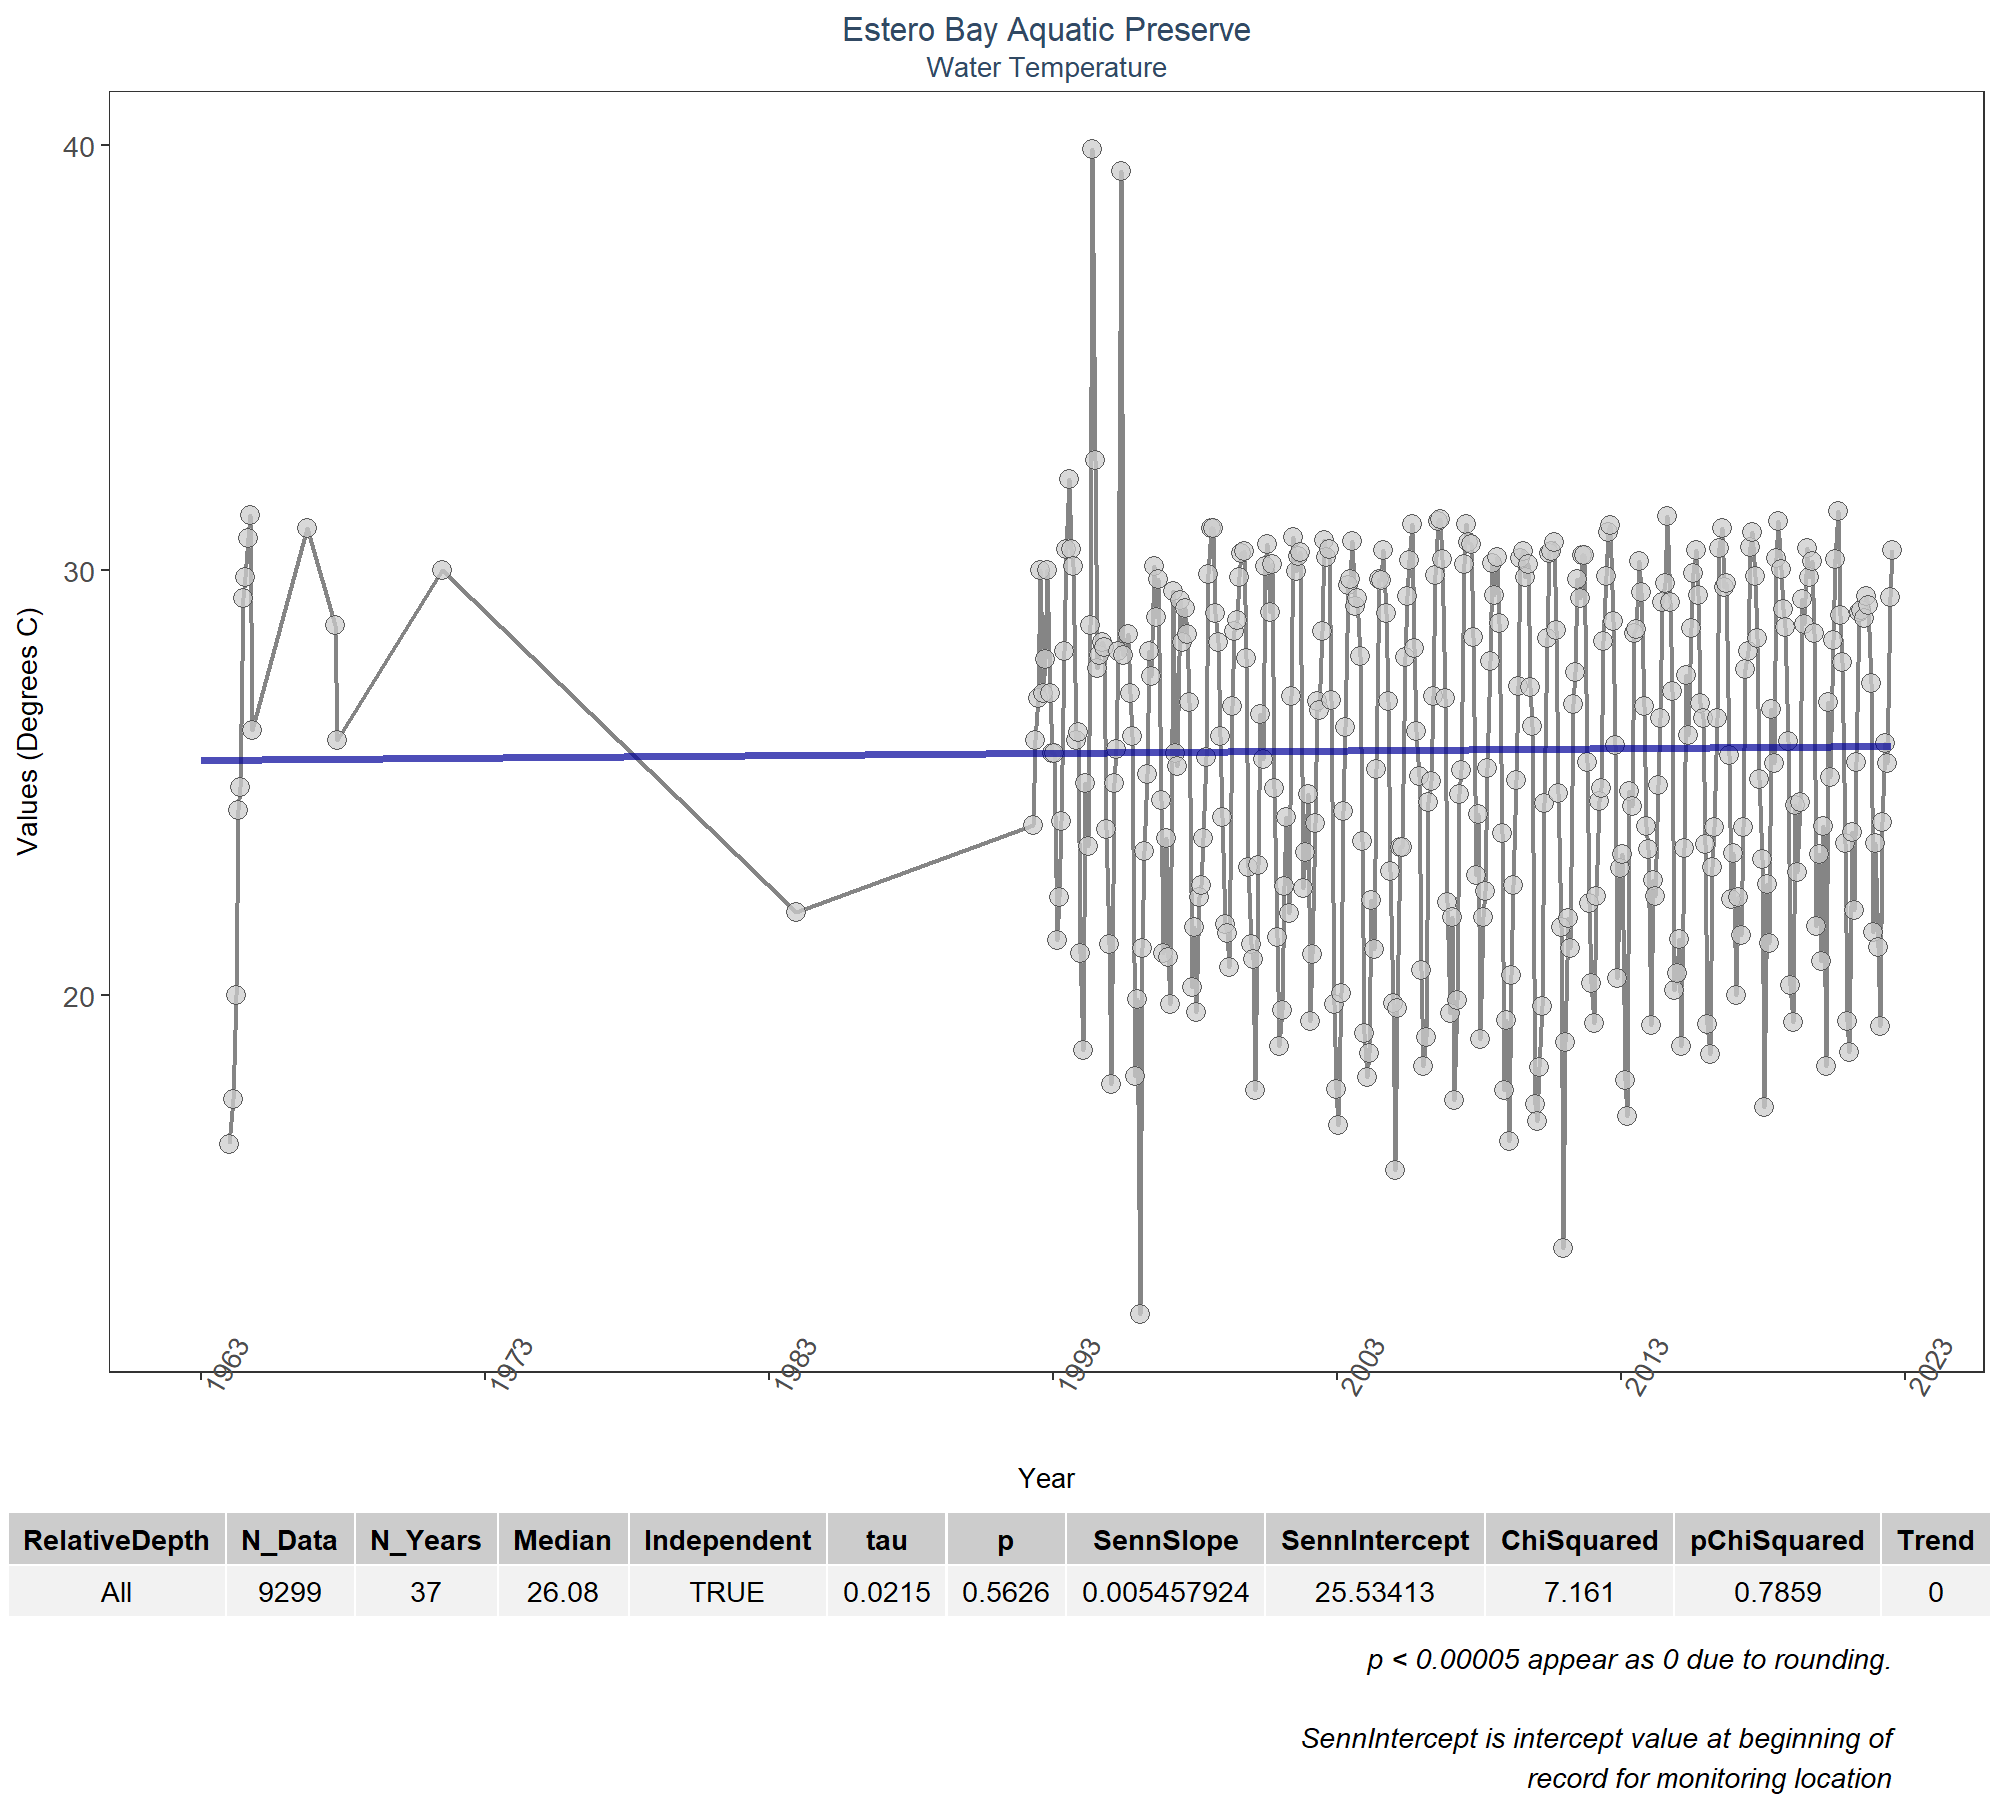 Estero Bay Aquatic Preserve
Water Temperature
40
30
20
Values (Degrees C)
1963
1973
1983
1993
2003
2013
2023
Year
RelativeDepth N_Data N_Years Median Independent tau p SennSlope SennIntercept ChiSquared pChiSquared Trend
All 9299 37 26.08 TRUE 0.0215 0.5626 0.005457924 25.53413 7.161 0.7859 0
p < 0.00005 appear as 0 due to rounding.
SennIntercept is intercept value at beginning of
record for monitoring location